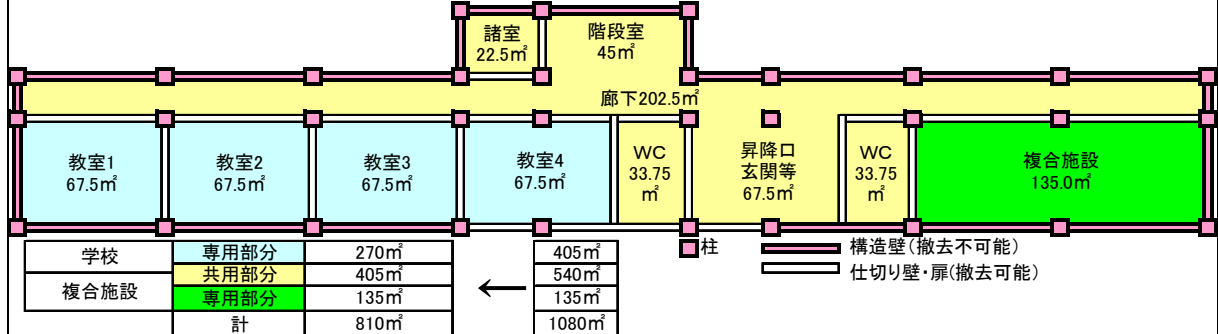 諸室
22.5㎡
階段室
45㎡
廊下202.5㎡
教室1
67.5㎡
教室2
67.5㎡
教室3
67.5㎡
教室4
67.5㎡
WC
33.75
㎡
昇降口
玄関等
67.5㎡
WC
33.75
㎡
複合施設
135.0㎡
学校 専用部分 270㎡ 405㎡
共用部分 405㎡ 540㎡
複合施設 専用部分 135㎡ ← 135㎡
計 810㎡ 1080㎡
柱
構造壁(撤去不可能)
仕切り壁・扉(撤去可能)